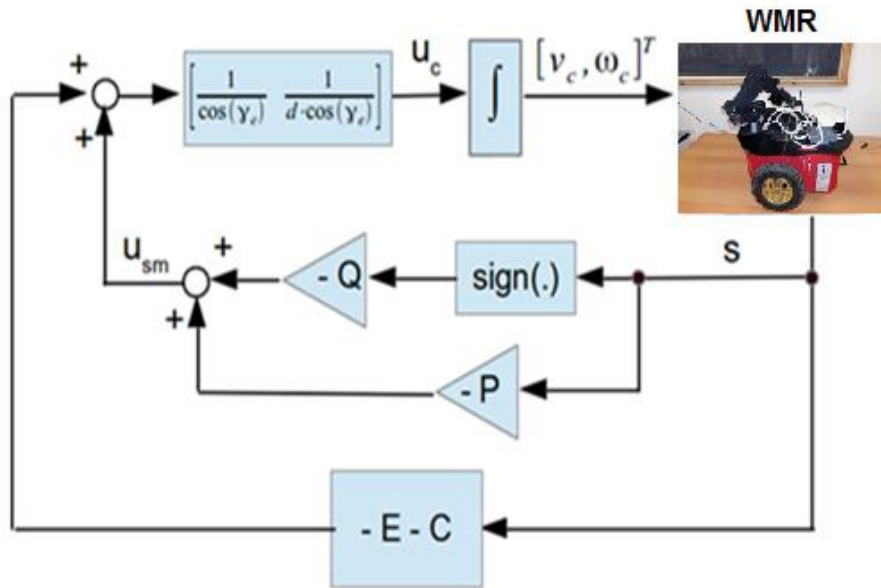 WMR
+
[1/cos(γ_e) 1/d·cos(γ_e)]
u_c
∫
[v_c, ω_c]^T
+
u_sm
+
- Q
sign(.)
s
+
- P
- E - C